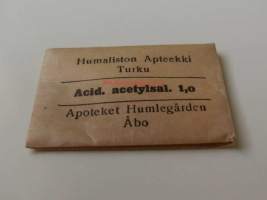 Humaliston Apteekki
Turku
Acid. acetylsal. 1,0
Apoteket Humlegården
Åbo